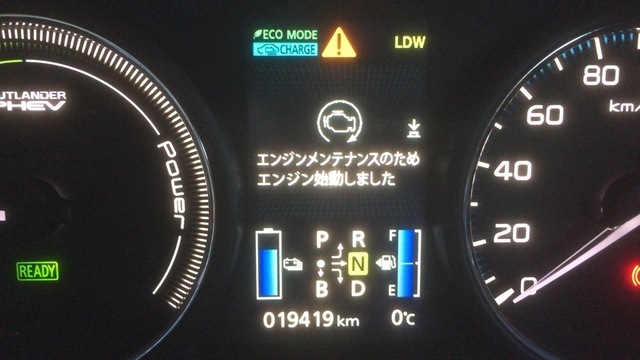 ECO MODE
CHARGE
LDW
OUTLANDER
PHEV
Power
READY
エンジンメンテナンスのため
エンジン始動しました
P R
N
B D
F
E
019419 km 0℃
80
60
40
20
0
km/